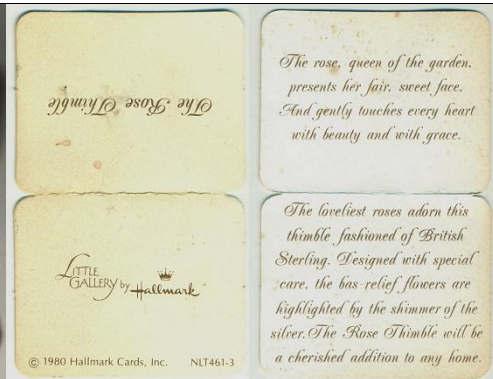 The Rose Thimble
LITTLE
GALLERY by Hallmark
© 1980 Hallmark Cards, Inc. NLT461-3
The rose, queen of the garden,
presents her fair, sweet face.
And gently touches every heart
with beauty and with grace.
The loveliest roses adorn this
thimble fashioned of British
Sterling. Designed with special
care, the bas-relief flowers are
highlighted by the shimmer of the
silver. The Rose Thimble will be
a cherished addition to any home.